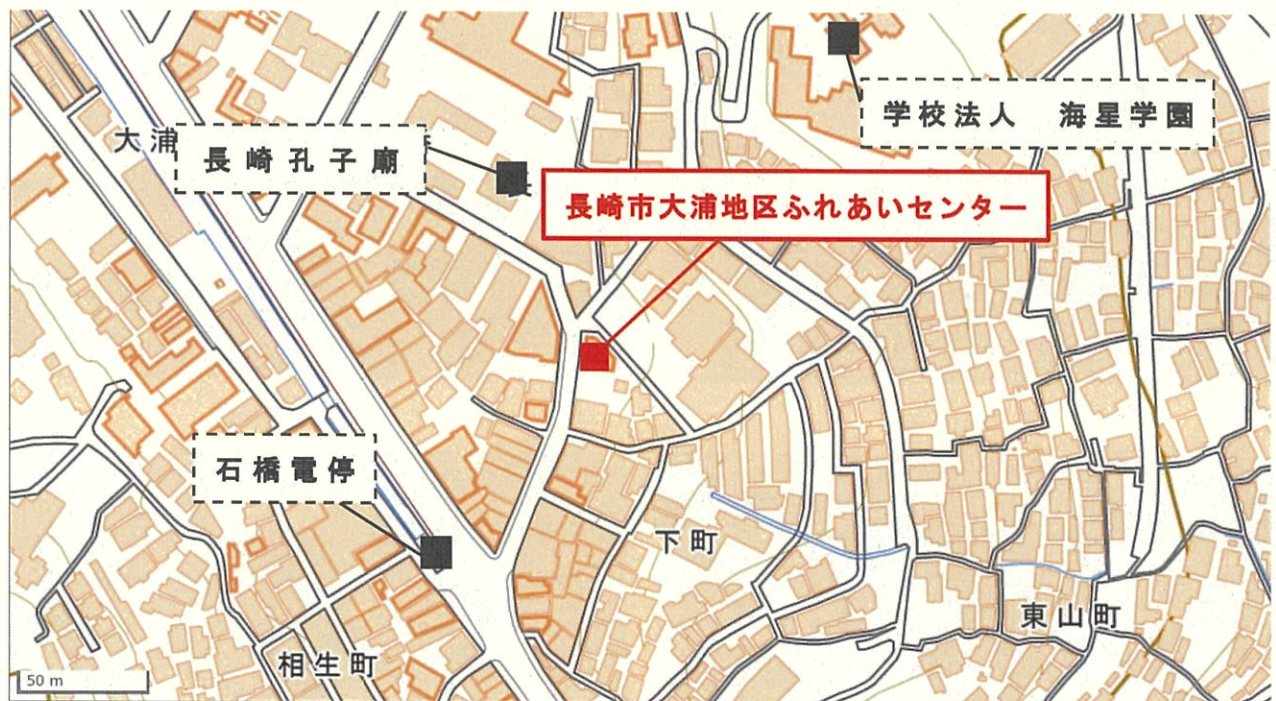 学校法人　海星学園
大浦
長崎孔子廟
長崎市大浦地区ふれあいセンター
石橋電停
下町
東山町
相生町
50 m